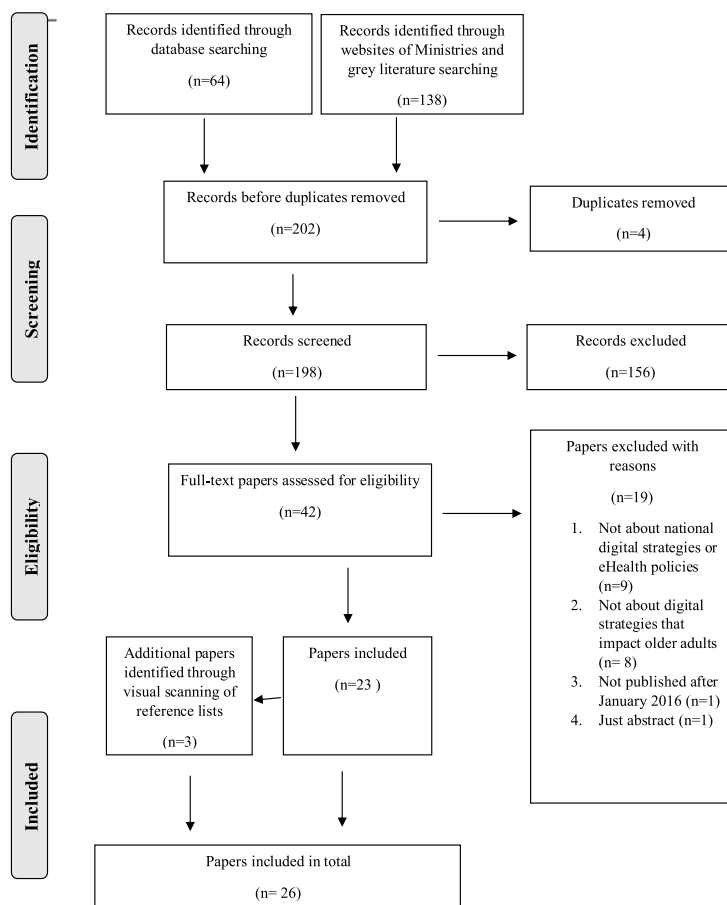 Identification
Records identified through
database searching
(n=64)
Records identified through
websites of Ministries and
grey literature searching
(n=138)
Records before duplicates removed
(n=202)
Duplicates removed
(n=4)
Screening
Records screened
(n=198)
Records excluded
(n=156)
Eligibility
Full-text papers assessed for eligibility
(n=42)
Papers excluded with
reasons
(n=19)
1. Not about national
digital strategies or
eHealth policies
(n=9)
2. Not about digital
strategies that
impact older adults
(n= 8)
3. Not published after
January 2016 (n=1)
4. Just abstract (n=1)
Additional papers
identified through
visual scanning of
reference lists
(n=3)
Papers included
(n=23 )
Included
Papers included in total
(n= 26)